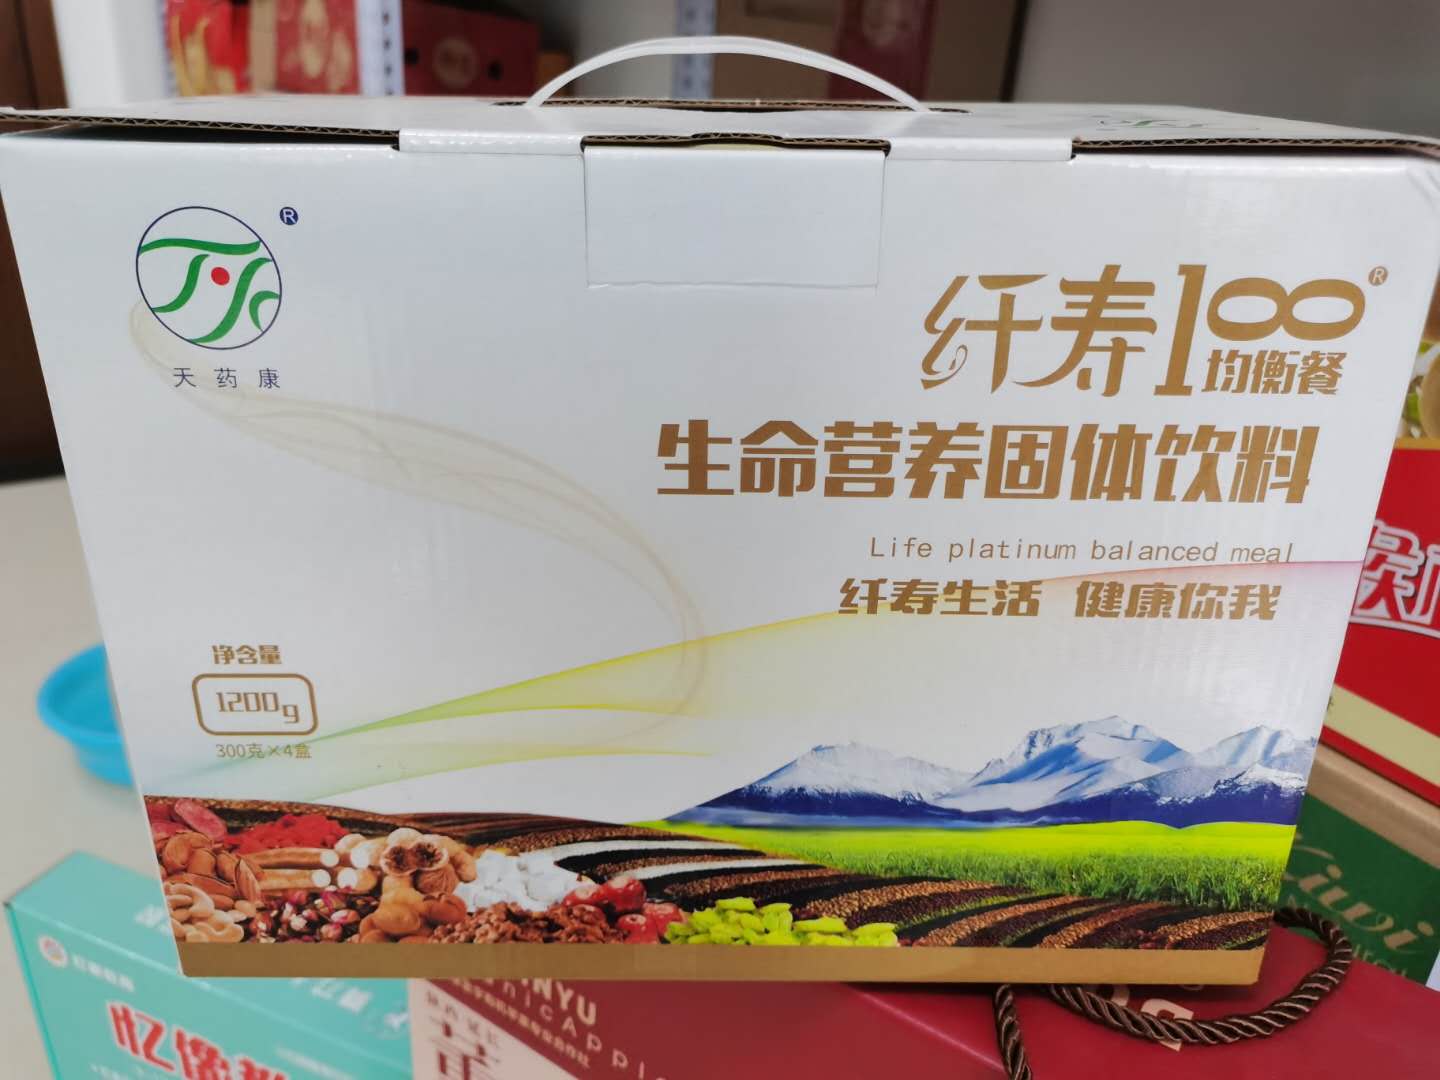 ®
天药康
纤寿100®
均衡餐
生命营养固体饮料
Life platinum balanced meal
纤寿生活 健康你我
净含量
1200g
300克×4盒
NYU